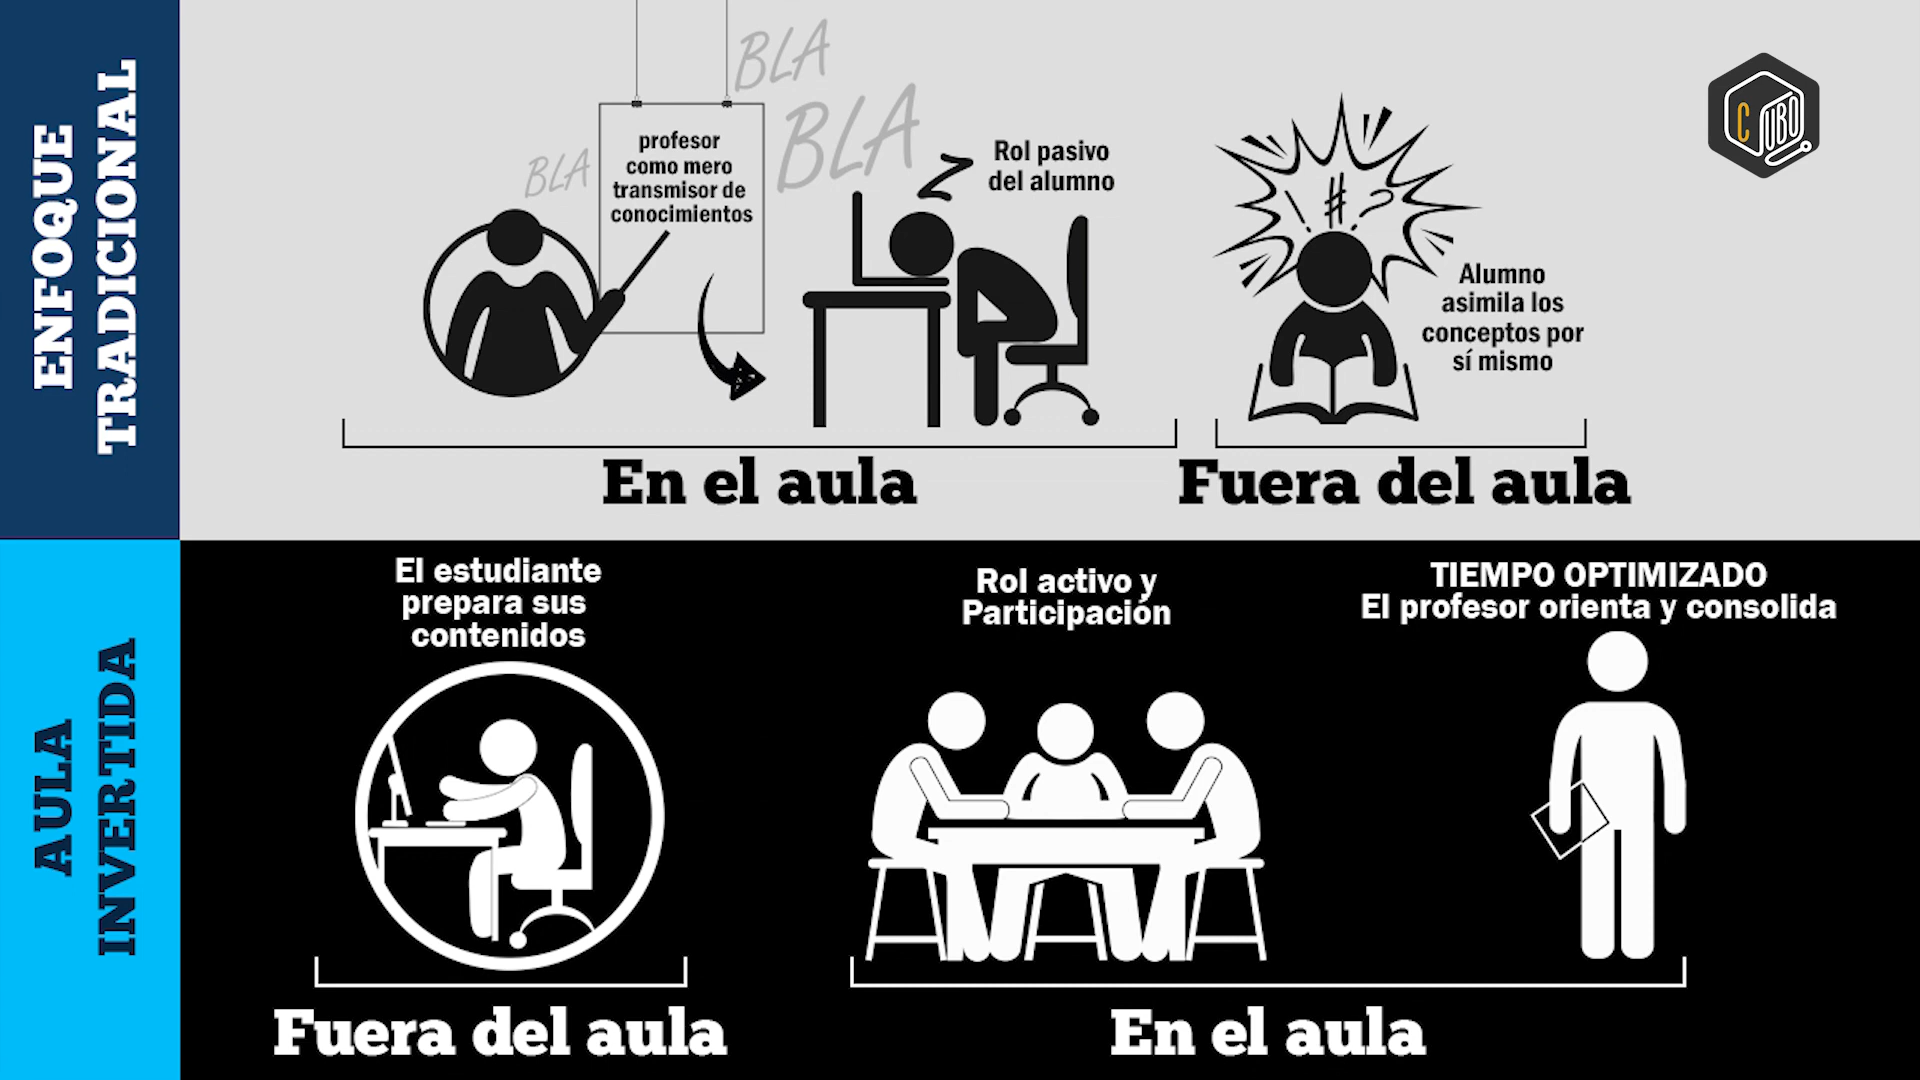 ENFOQUE
TRADICIONAL
BLA
BLA
BLA
profesor
como mero
transmisor de
conocimientos
Z
Rol pasivo
del alumno
# ?
Alumno
asimila los
conceptos por
sí mismo
CUBO
En el aula
Fuera del aula
AULA
INVERTIDA
El estudiante
prepara sus
contenidos
Rol activo y
Participación
TIEMPO OPTIMIZADO
El profesor orienta y consolida
Fuera del aula
En el aula